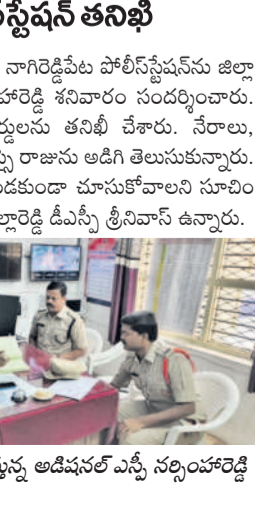 స్టేషన్ తనిఖీ
నాగిరెడ్డిపేట పోలీస్‌స్టేషన్‌ను జిల్లా
హారెడ్డి శనివారం సందర్శించారు.
ర్డులను తనిఖీ చేశారు. నేరాలు,
రాజును అడిగి తెలుసుకున్నారు.
డకుండా చూసుకోవాలని సూచిం
ల్లారెడ్డి డీఎస్పీ శ్రీనివాస్ ఉన్నారు.
న్న అడిషనల్ ఎస్పీ నర్సింహారెడ్డి